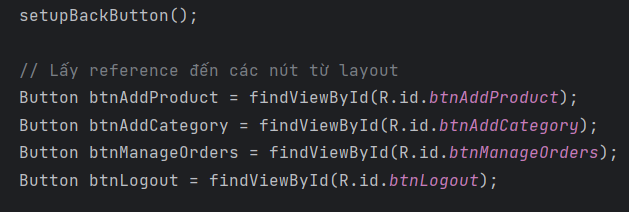 setupBackButton();
// Lấy reference đến các nút từ layout
Button btnAddProduct = findViewById(R.id.btnAddProduct);
Button btnAddCategory = findViewById(R.id.btnAddCategory);
Button btnManageOrders = findViewById(R.id.btnManageOrders);
Button btnLogout = findViewById(R.id.btnLogout);